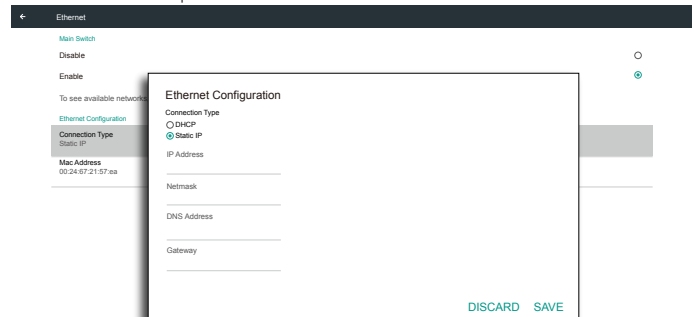 Ethernet
Main Switch
Disable
Enable
To see available networks
Ethernet Configuration
Connection Type
Static IP
Mac Address
00:24:67:21:57:ea
Ethernet Configuration
Connection Type
DHCP
Static IP
IP Address
Netmask
DNS Address
Gateway
DISCARD SAVE